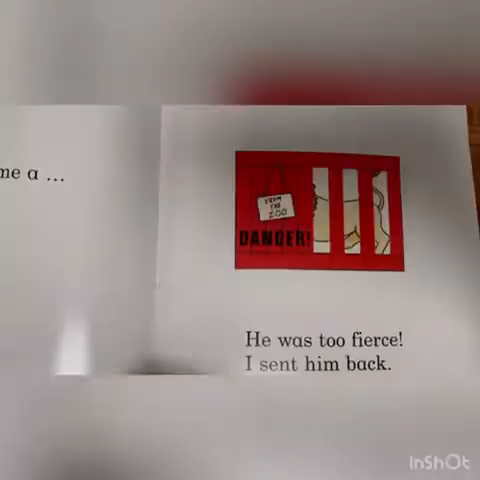 me a ...
FROM
THE
ZOO
DANGER!
He was too fierce!
I sent him back.
InShOt